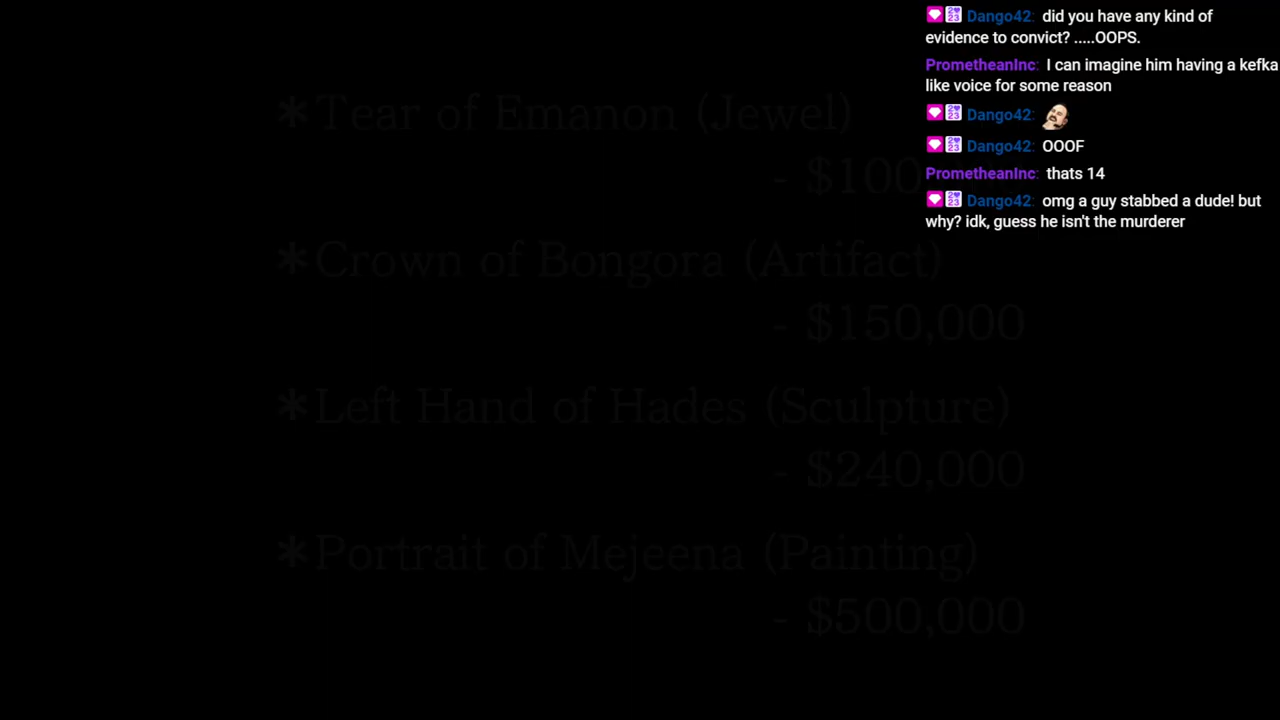 *Tear of Emanon (Jewel)
- $100
*Crown of Bongora (Artifact)
- $150,000
*Left Hand of Hades (Sculpture)
- $240,000
*Portrait of Mejeena (Painting)
- $500,000
Dango42: did you have any kind of
evidence to convict? .....OOPS.
PrometheanInc: I can imagine him having a kefka
like voice for some reason
Dango42:
Dango42: OOOF
PrometheanInc: thats 14
Dango42: omg a guy stabbed a dude! but
why? idk, guess he isn't the murderer